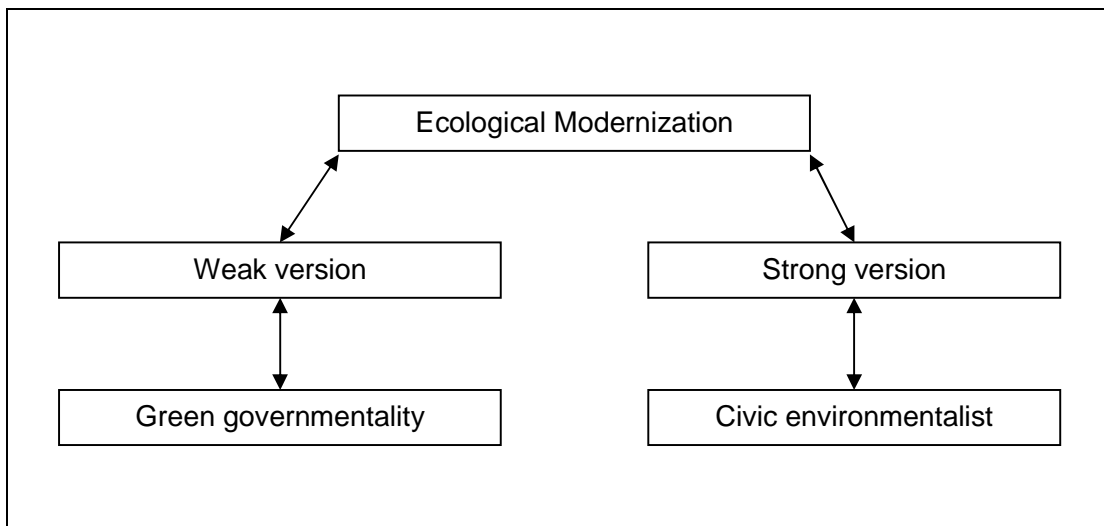 Ecological Modernization
Weak version
Strong version
Green governmentality
Civic environmentalist